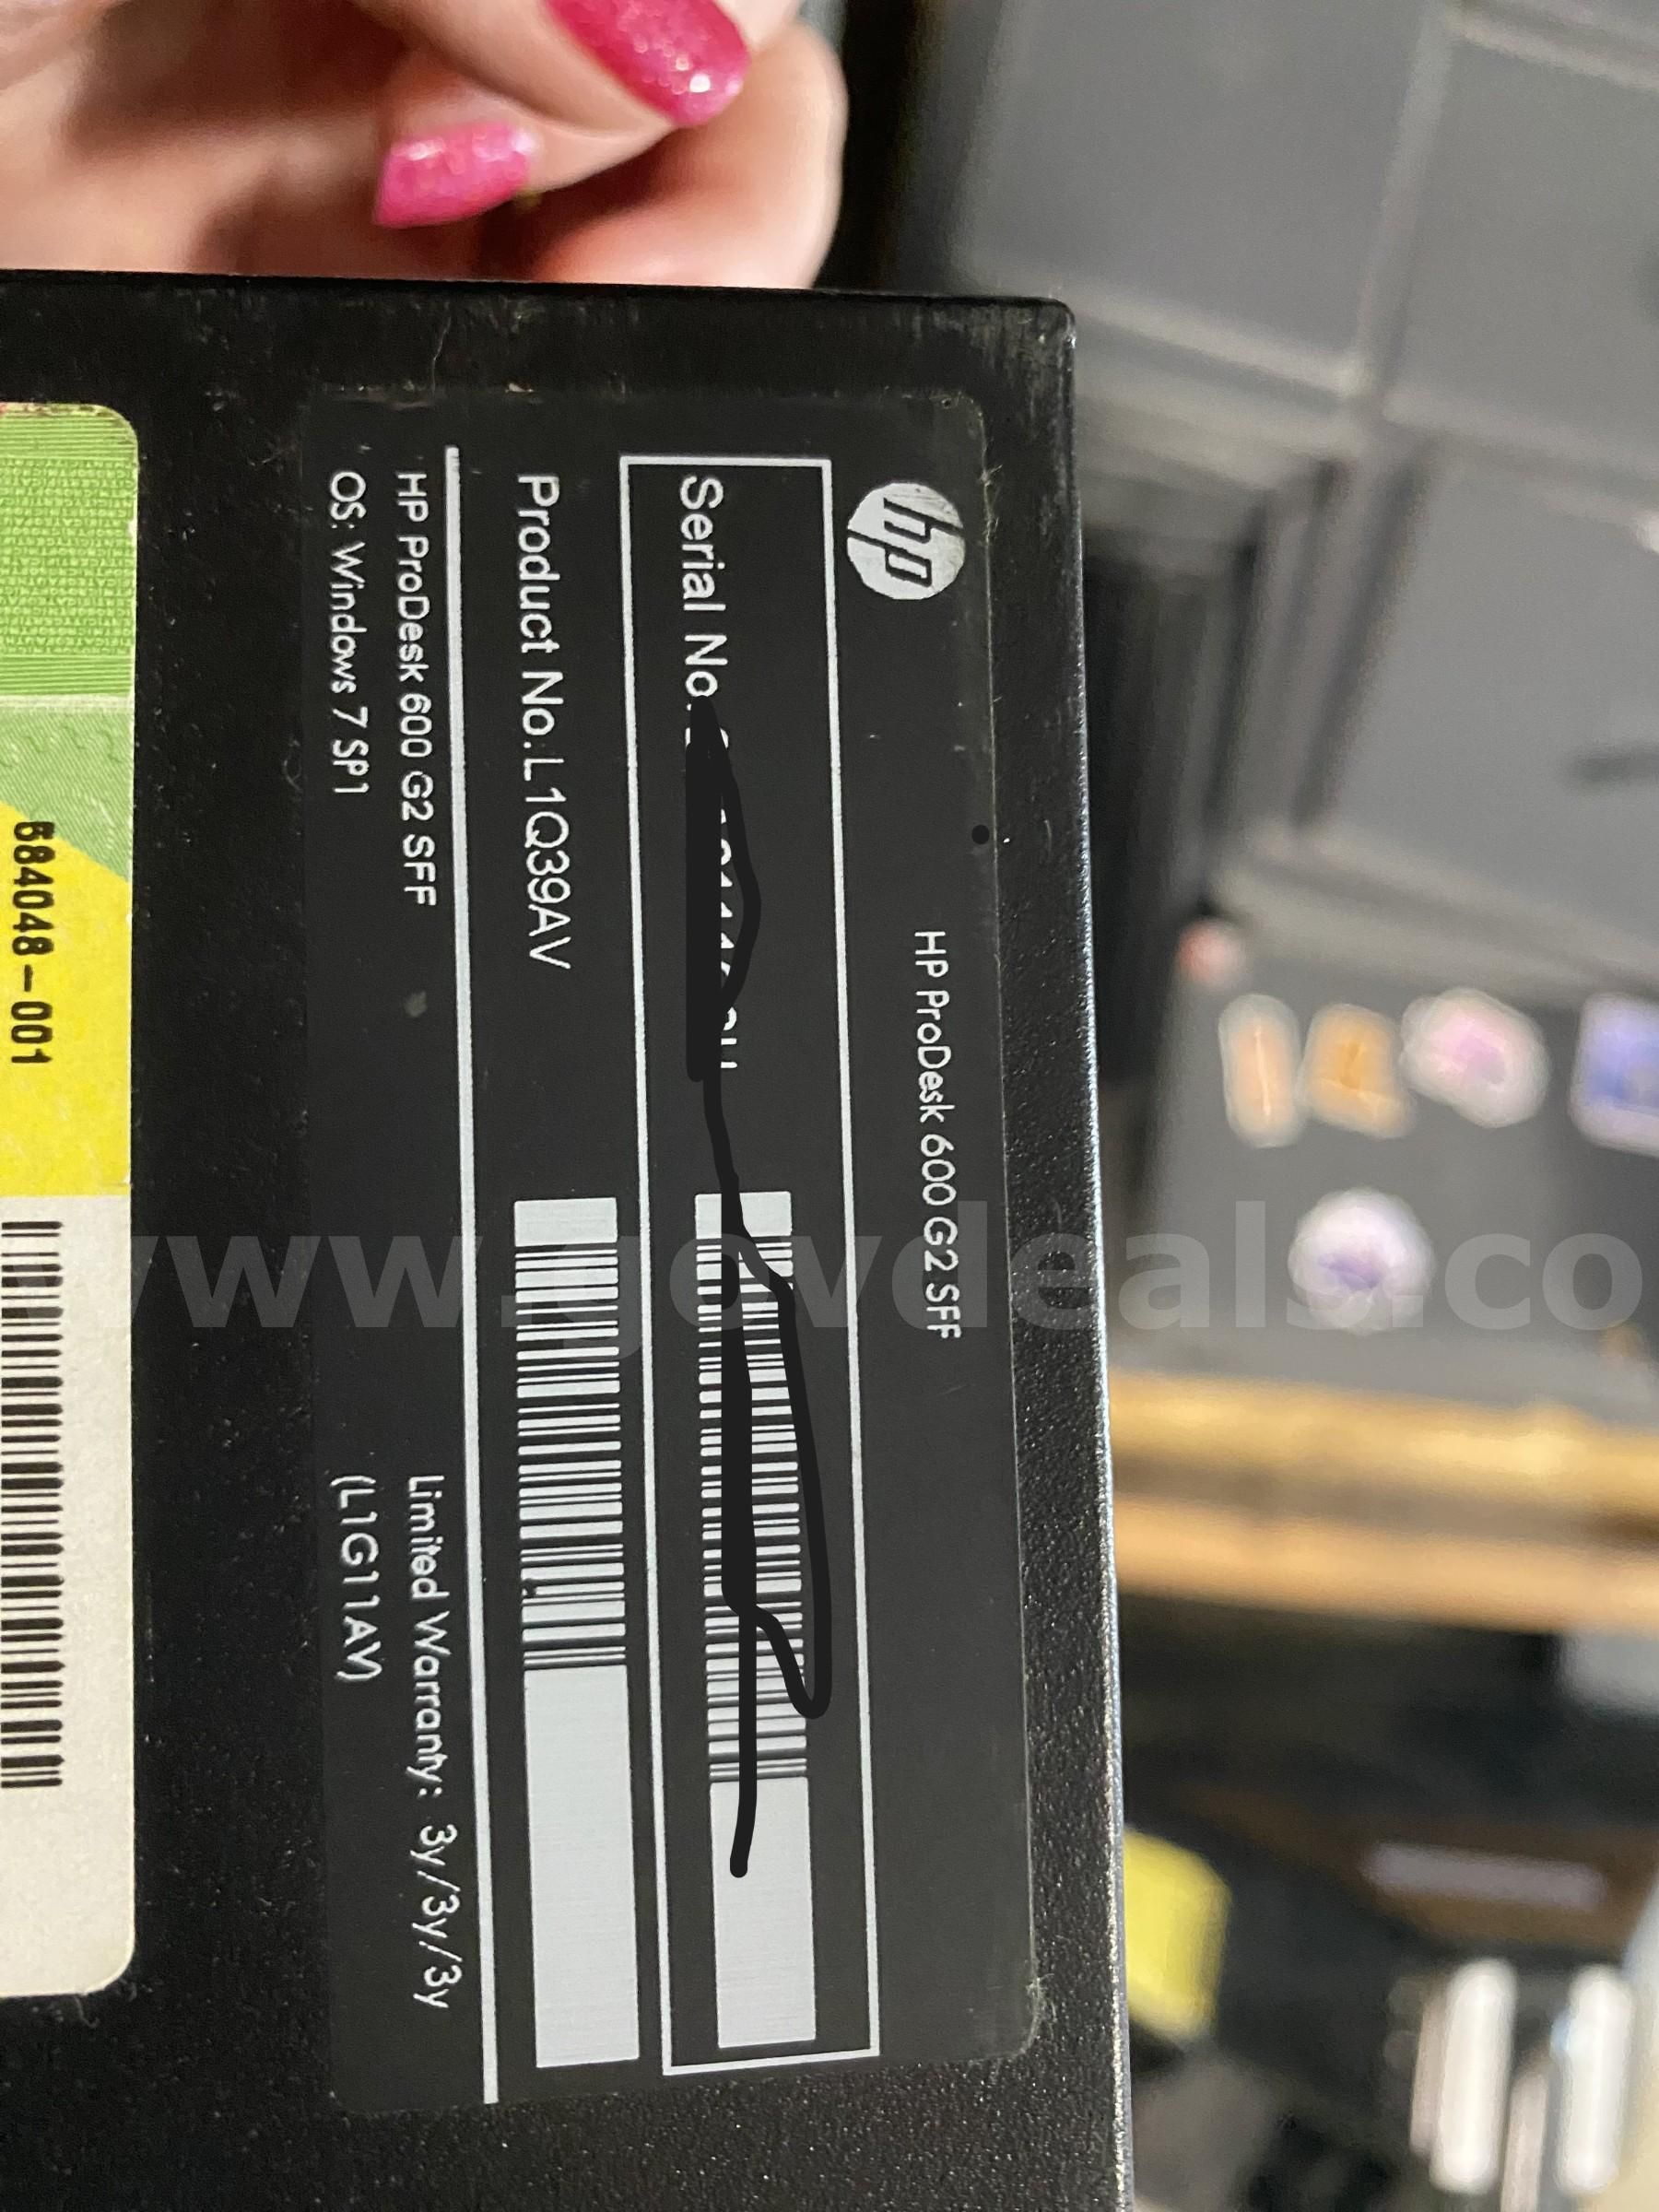 hp
HP ProDesk 600 G2 SFF
Serial No.
Product No.:L1Q39AV
HP ProDesk 600 G2 SFF
Limited Warranty: 3y/3y/3y
OS: Windows 7 SP1
(L1G11AV)
584048-001
www.govdeals.co